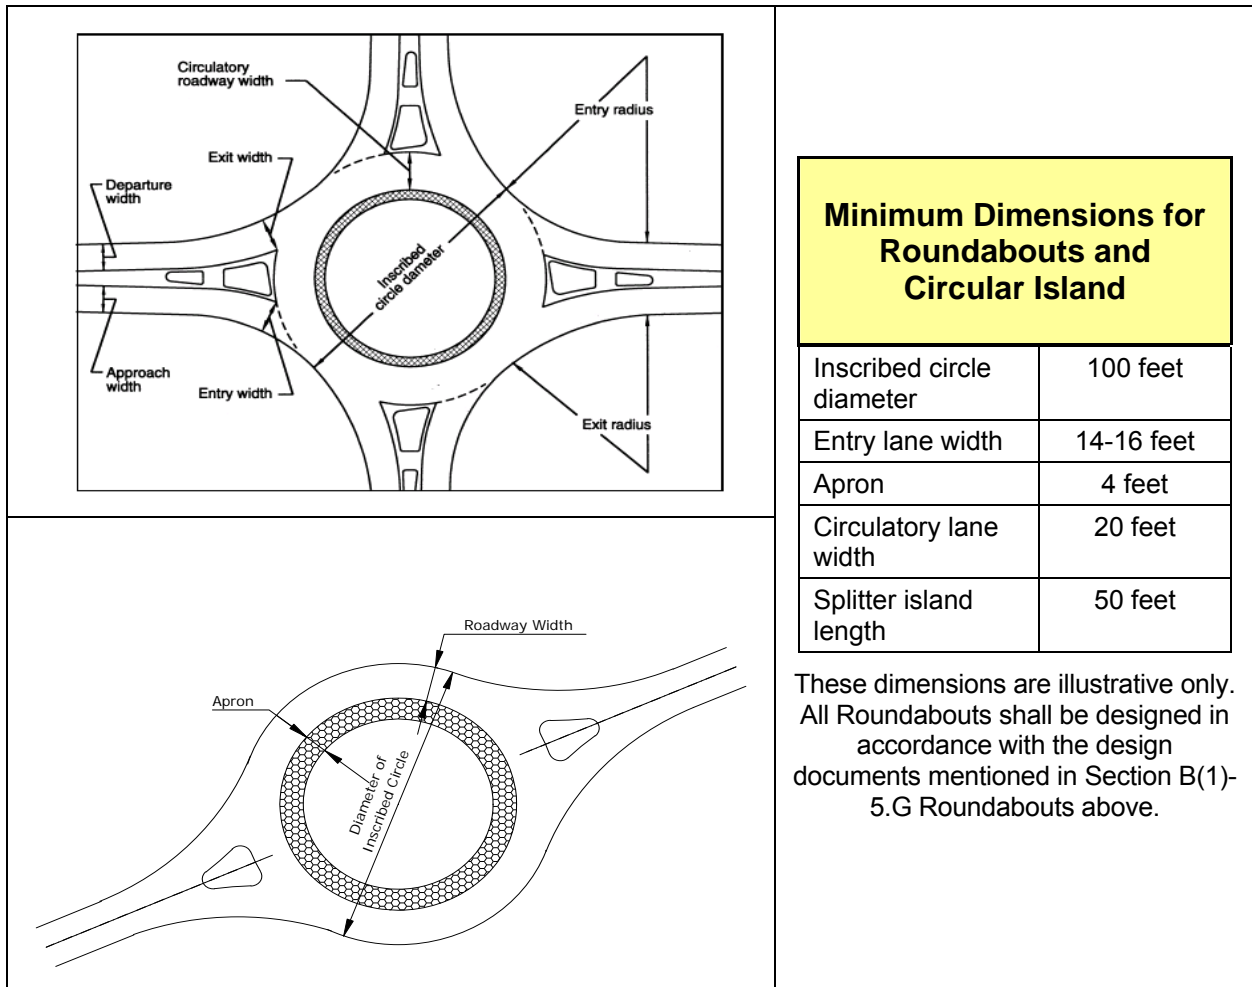 Circulatory
roadway width
Entry radius
Exit width
Departure
width
Inscribed
circle dameter
Approach
width
Entry width
Exit radius
Roadway Width
Apron
Diameter of
Inscribed Circle
Minimum Dimensions for
Roundabouts and
Circular Island
Inscribed circle 100 feet
diameter
Entry lane width 14-16 feet
Apron 4 feet
Circulatory lane 20 feet
width
Splitter island 50 feet
length
These dimensions are illustrative only.
All Roundabouts shall be designed in
accordance with the design
documents mentioned in Section B(1)-
5.G Roundabouts above.